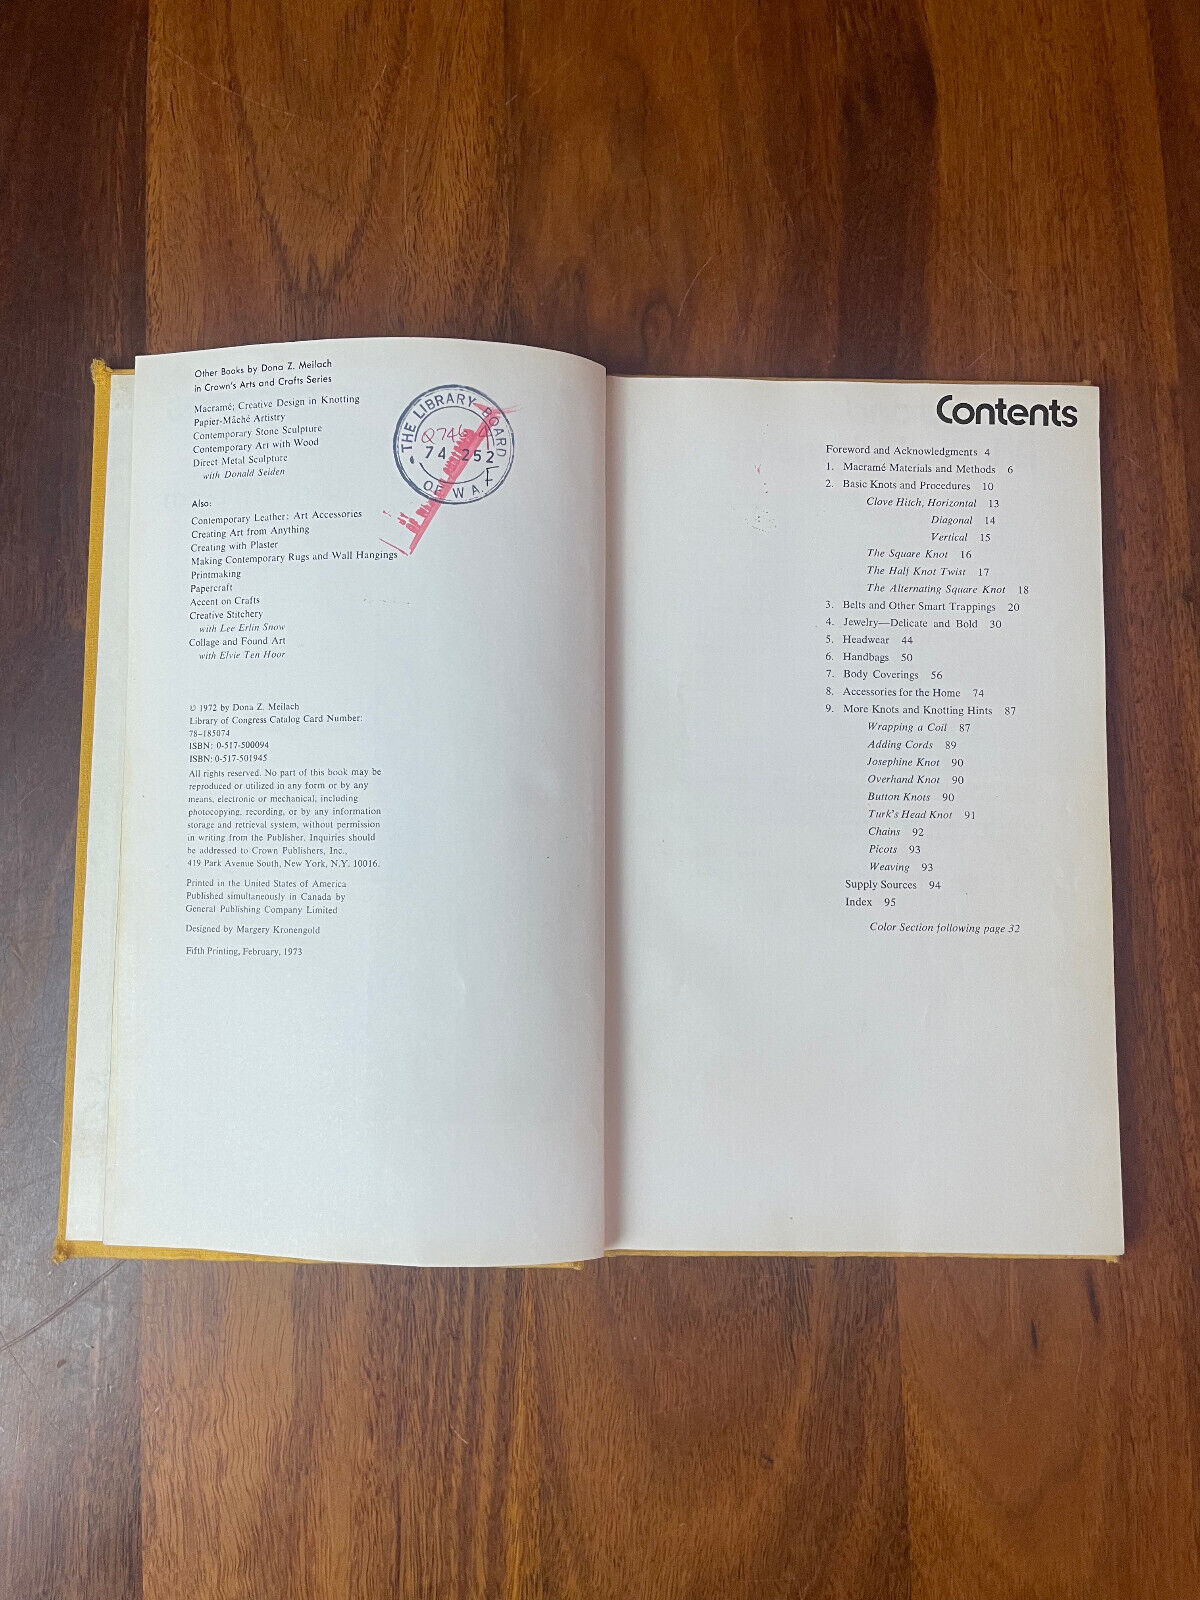 Other Books by Dona Z. Meilach
in Crown's Arts and Crafts Series
Macramé: Creative Design in Knotting
Papier-Mâché Artistry
Contemporary Stone Sculpture
Contemporary Art with Wood
Direct Metal Sculpture
with Donald Seiden
Also:
Contemporary Leather: Art Accessories
Creating Art from Anything
Creating with Plaster
Making Contemporary Rugs and Wall Hangings
Printmaking
Papercraft
Accent on Crafts
Creative Stitchery
with Lee Erlin Snow
Collage and Found Art
with Elvie Ten Hoor
THE LIBRARY BOARD
Q746
74 252
F
OF W A
© 1972 by Dona Z. Meilach
Library of Congress Catalog Card Number:
78-185074
ISBN: 0-517-500094
ISBN: 0-517-501945
All rights reserved. No part of this book may be
reproduced or utilized in any form or by any
means, electronic or mechanical, including
photocopying, recording, or by any information
storage and retrieval system, without permission
in writing from the Publisher. Inquiries should
be addressed to Crown Publishers, Inc.,
419 Park Avenue South, New York, N.Y. 10016.
Printed in the United States of America
Published simultaneously in Canada by
General Publishing Company Limited
Designed by Margery Kronengold
Fifth Printing, February, 1973
Contents
Foreword and Acknowledgments 4
1. Macramé Materials and Methods 6
2. Basic Knots and Procedures 10
Clove Hitch, Horizontal 13
Diagonal 14
Vertical 15
The Square Knot 16
The Half Knot Twist 17
The Alternating Square Knot 18
3. Belts and Other Smart Trappings 20
4. Jewelry—Delicate and Bold 30
5. Headwear 44
6. Handbags 50
7. Body Coverings 56
8. Accessories for the Home 74
9. More Knots and Knotting Hints 87
Wrapping a Coil 87
Adding Cords 89
Josephine Knot 90
Overhand Knot 90
Button Knots 90
Turk's Head Knot 91
Chains 92
Picots 93
Weaving 93
Supply Sources 94
Index 95
Color Section following page 32